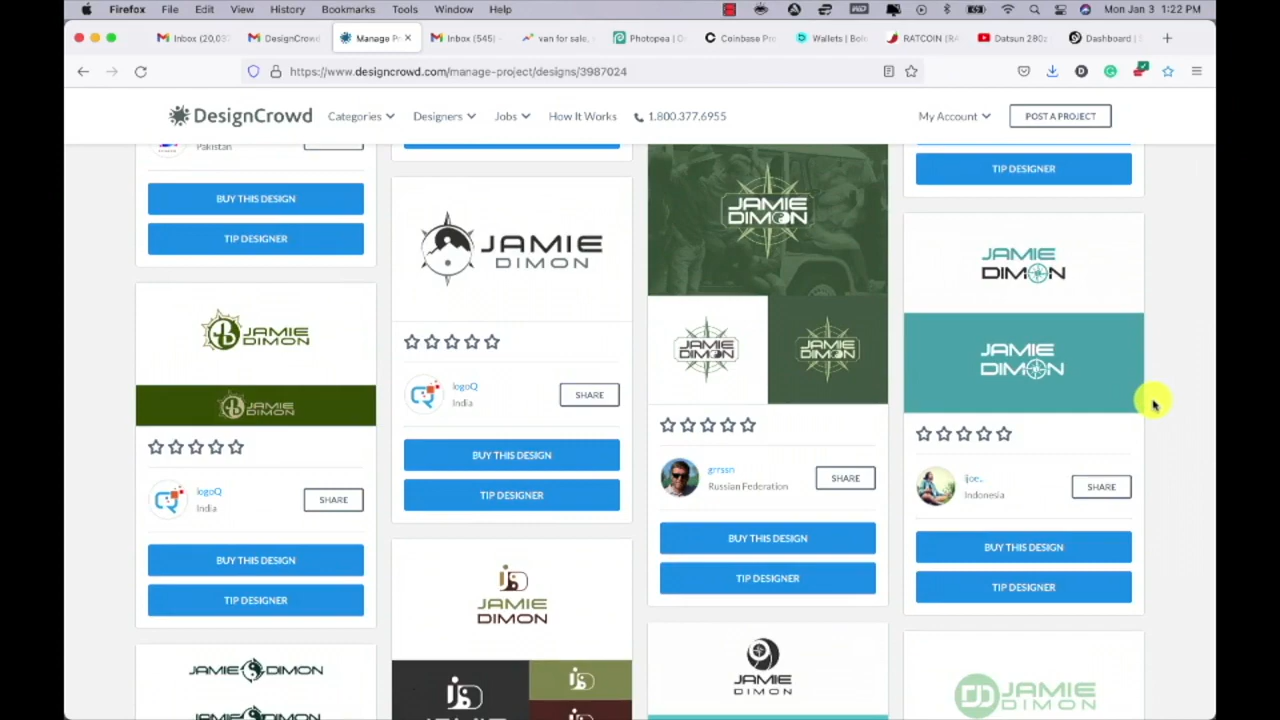 Firefox File Edit View History Bookmarks Tools Window Help Mon Jan 3 1:22 PM
Inbox (20,03 DesignCrowd Manage P Inbox (545) van for sale, Photopea | O Coinbase Pro Wallets | RATCOIN (RA Datsun 280z Dashboard |
https://www.designcrowd.com/manage-project/designs/3987024
DesignCrowd Categories Designers Jobs How It Works 1.800.377.6955 My Account POST A PROJECT
Pakistan
BUY THIS DESIGN
TIP DESIGNER
JAMIE
DIMON
logoQ
India
SHARE
BUY THIS DESIGN
TIP DESIGNER
JAMIE DIMON
JAMIE
DIMON
JAMIE
DIMON
logoQ
India
SHARE
BUY THIS DESIGN
TIP DESIGNER
JAMIE
DIMON
JAMIE
DIMON
JAMIE
DIMON
JAMIE
DIMON
grrssn
Russian Federation
SHARE
BUY THIS DESIGN
TIP DESIGNER
JAMIE
DIMON
TIP DESIGNER
JAMIE
DIMON
JAMIE
DIMON
ijoe..
Indonesia
SHARE
BUY THIS DESIGN
TIP DESIGNER
JAMIE
DIMON